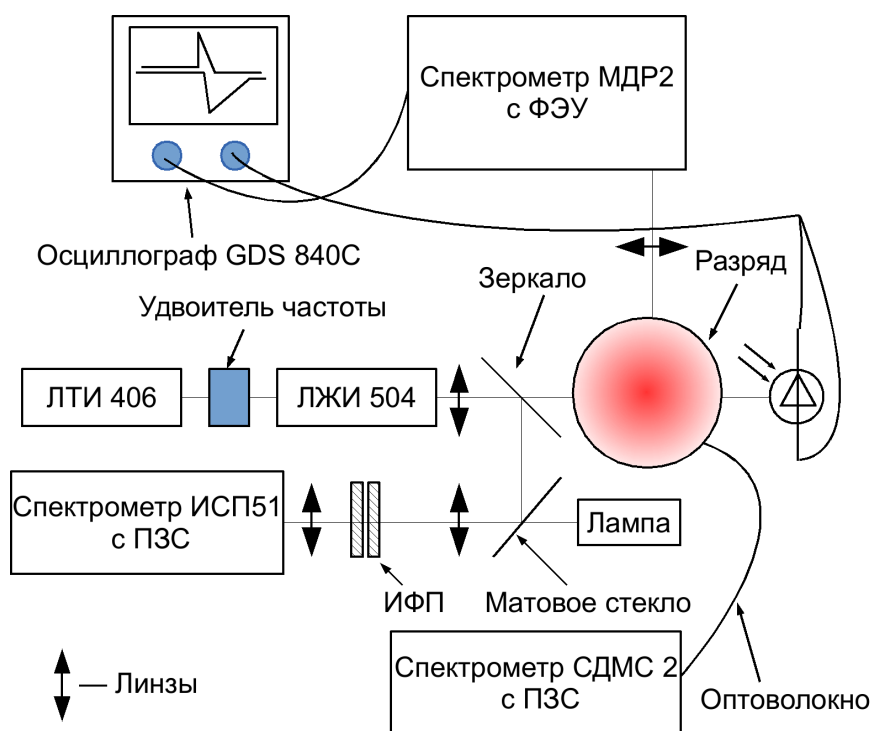 Спектрометр МДР2
с ФЭУ
Осциллограф GDS 840C
Зеркало
Разряд
Удвоитель частоты
ЛТИ 406
ЛЖИ 504
Спектрометр ИСП51
с ПЗС
Лампа
ИФП
Матовое стекло
Спектрометр СДМС 2
с ПЗС
Линзы
Оптоволокно